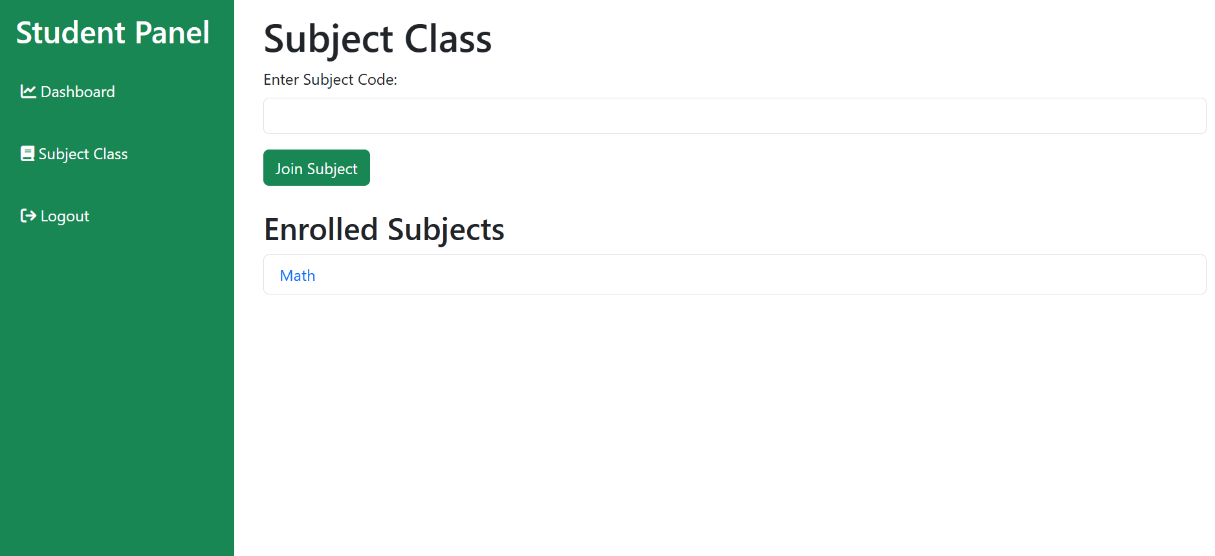 Student Panel
Dashboard
Subject Class
Logout
Subject Class
Enter Subject Code:
Join Subject
Enrolled Subjects
Math